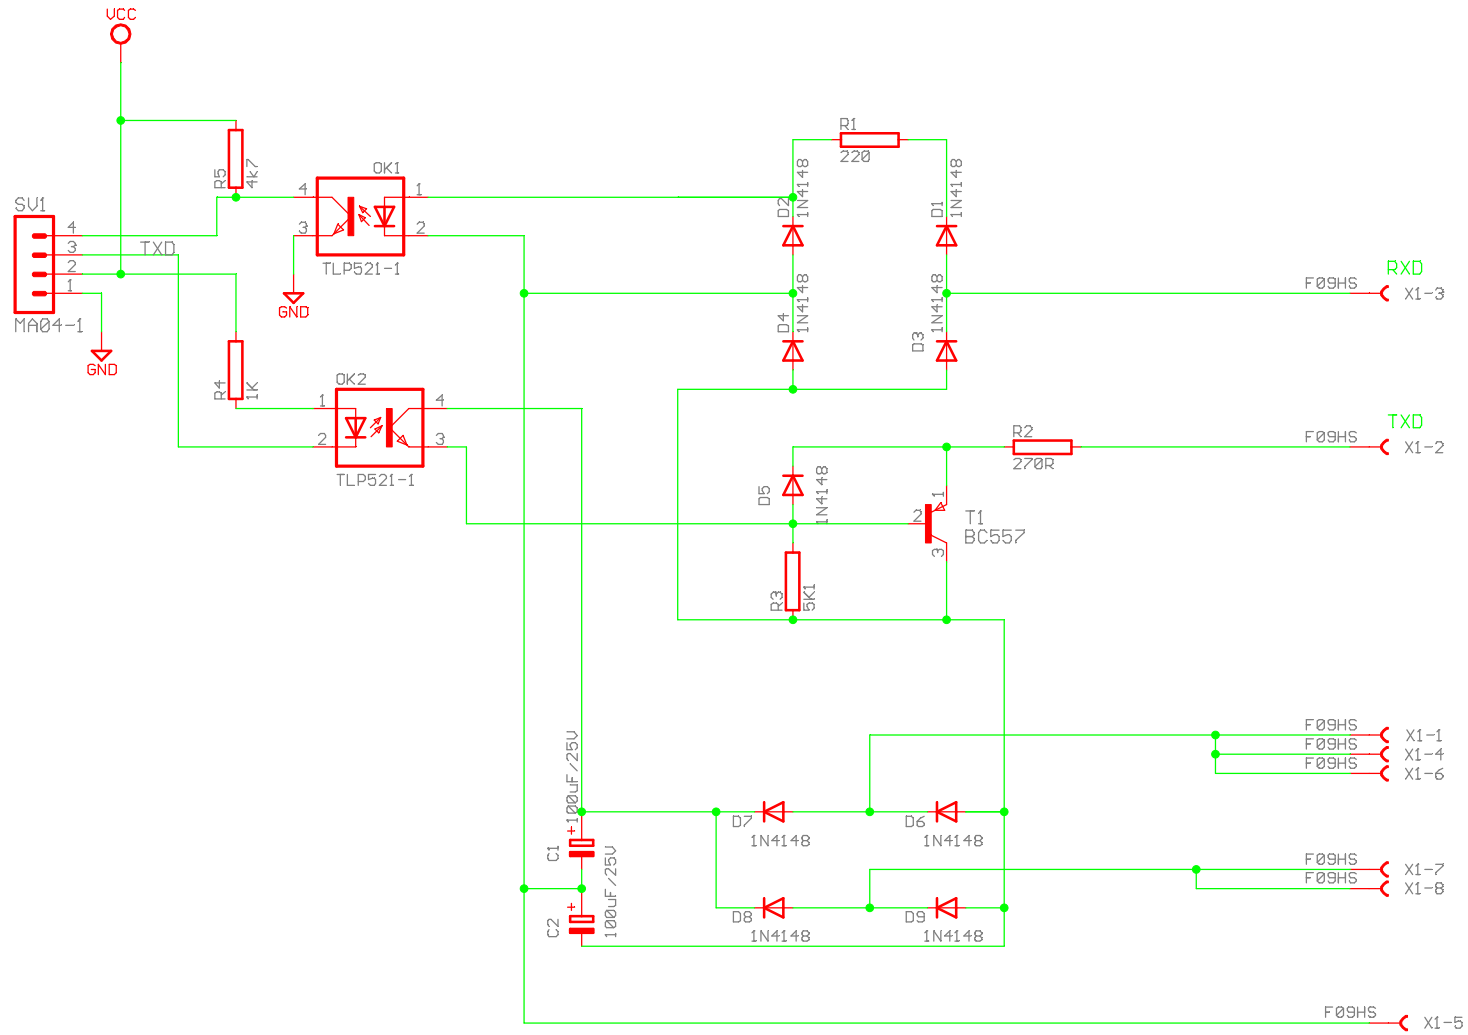 VCC
R5
4k7
OK1
4
1
3
2
TLP521-1
GND
SV1
4
3
2
1
TXD
MA04-1
GND
R4
1K
OK2
1
4
2
3
TLP521-1
R1
220
D2
1N4148
D1
1N4148
D4
1N4148
D3
1N4148
RXD
F09HS
X1-3
TXD
F09HS
X1-2
R2
270R
D5
1N4148
2
1
3
T1
BC557
R3
5K1
100uF/25V
+
C1
100uF/25V
+
C2
D7
1N4148
D6
1N4148
D8
1N4148
D9
1N4148
F09HS
X1-1
F09HS
X1-4
F09HS
X1-6
F09HS
X1-7
F09HS
X1-8
F09HS
X1-5